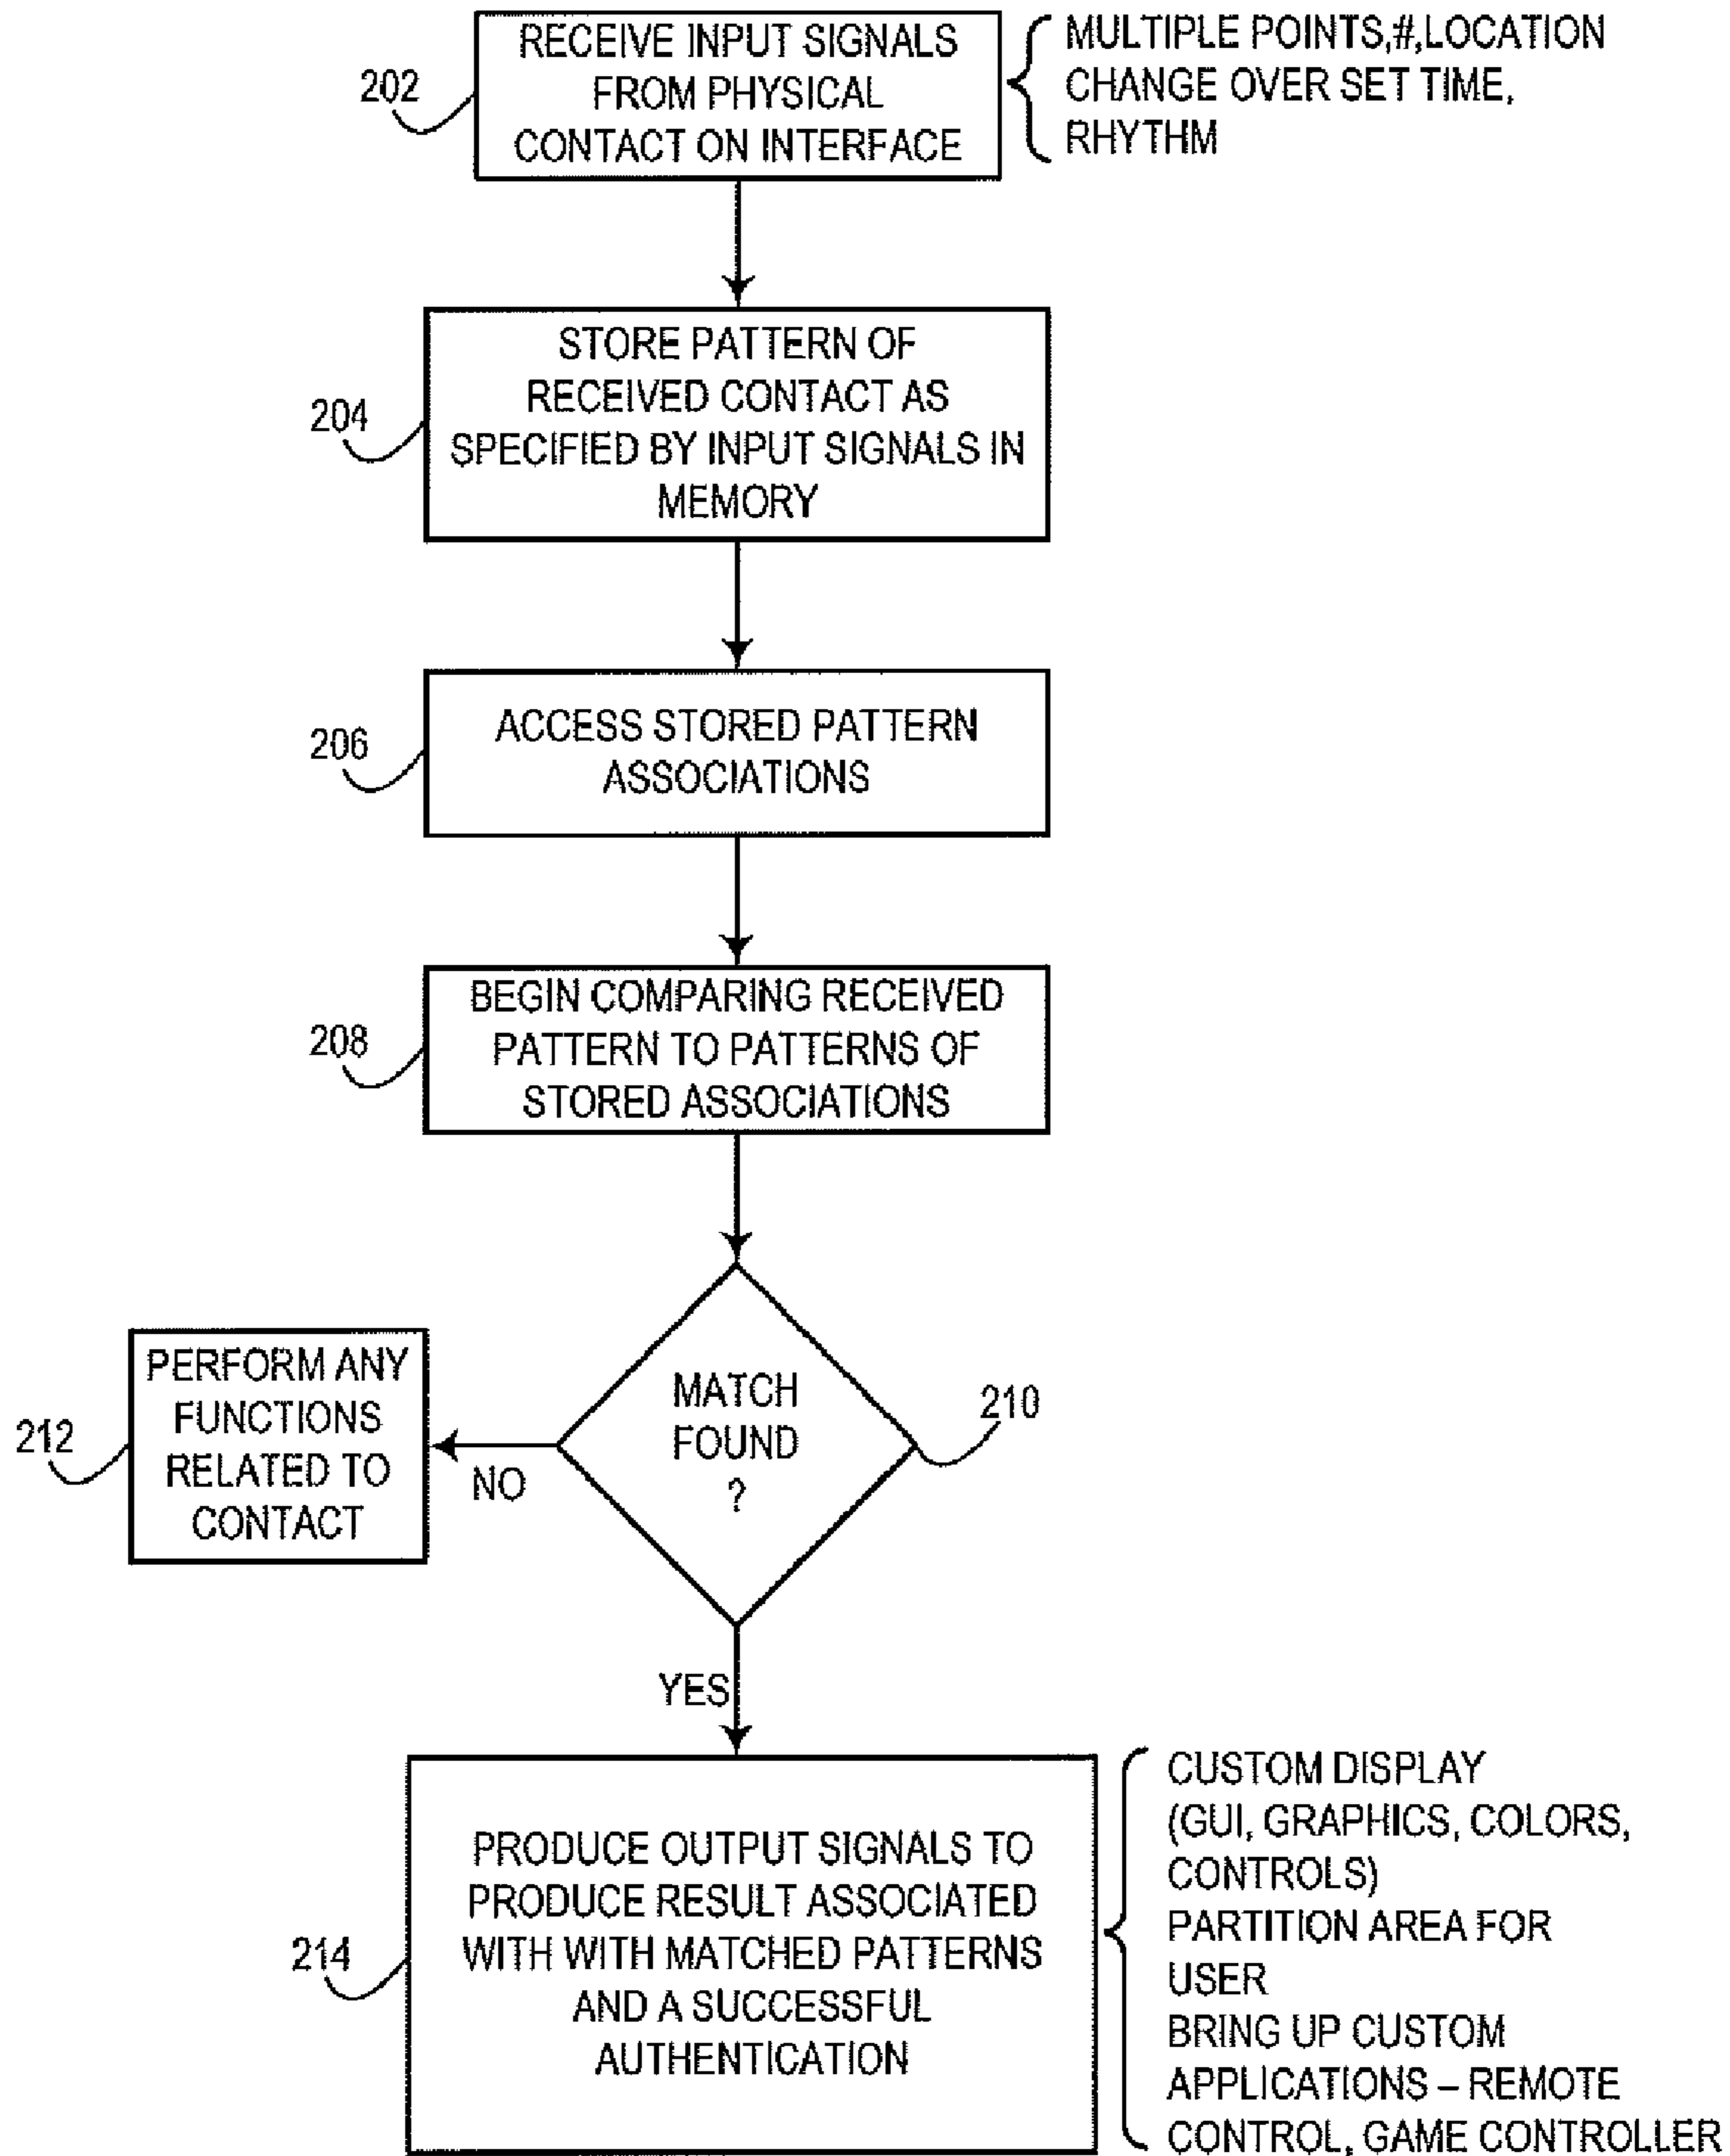 RECEIVE INPUT SIGNALS
FROM PHYSICAL
CONTACT ON INTERFACE
202
MULTIPLE POINTS,#,LOCATION
CHANGE OVER SET TIME,
RHYTHM
STORE PATTERN OF
RECEIVED CONTACT AS
SPECIFIED BY INPUT SIGNALS IN
MEMORY
204
ACCESS STORED PATTERN
ASSOCIATIONS
206
BEGIN COMPARING RECEIVED
PATTERN TO PATTERNS OF
STORED ASSOCIATIONS
208
MATCH
FOUND
?
210
NO
PERFORM ANY
FUNCTIONS
RELATED TO
CONTACT
212
YES
PRODUCE OUTPUT SIGNALS TO
PRODUCE RESULT ASSOCIATED
WITH WITH MATCHED PATTERNS
AND A SUCCESSFUL
AUTHENTICATION
214
CUSTOM DISPLAY
(GUI, GRAPHICS, COLORS,
CONTROLS)
PARTITION AREA FOR
USER
BRING UP CUSTOM
APPLICATIONS – REMOTE
CONTROL, GAME CONTROLLER